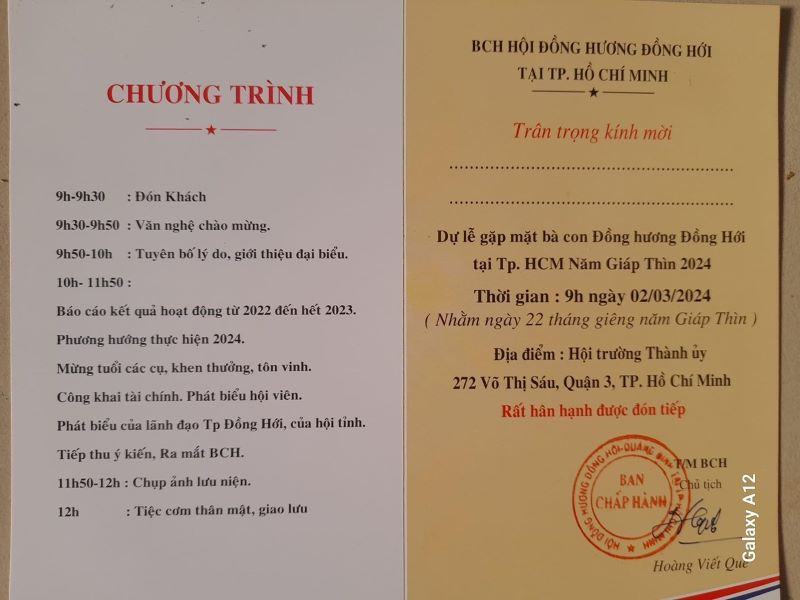 CHƯƠNG TRÌNH
9h-9h30 : Đón Khách
9h30-9h50 : Văn nghệ chào mừng.
9h50-10h : Tuyên bố lý do, giới thiệu đại biểu.
10h- 11h50 :
Báo cáo kết quả hoạt động từ 2022 đến hết 2023.
Phương hướng thực hiện 2024.
Mừng tuổi các cụ, khen thưởng, tôn vinh.
Công khai tài chính. Phát biểu hội viên.
Phát biểu của lãnh đạo Tp Đồng Hới, của hội tỉnh.
Tiếp thu ý kiến, Ra mắt BCH.
11h50-12h : Chụp ảnh lưu niệm.
12h : Tiệc cơm thân mật, giao lưu
BCH HỘI ĐỒNG HƯƠNG ĐỒNG HỚI
TẠI TP. HỒ CHÍ MINH
Trân trọng kính mời
Dự lễ gặp mặt bà con Đồng hương Đồng Hới
tại Tp. HCM Năm Giáp Thìn 2024
Thời gian : 9h ngày 02/03/2024
( Nhằm ngày 22 tháng giêng năm Giáp Thìn )
Địa điểm : Hội trường Thành ủy
272 Võ Thị Sáu, Quận 3, TP. Hồ Chí Minh
Rất hân hạnh được đón tiếp
T/M BCH
Chủ tịch
HỘI ĐỒNG HƯƠNG ĐỒNG HỚI-QUẢNG BÌNH
BAN
CHẤP HÀNH
Hoàng Viết Quê
Galaxy A12